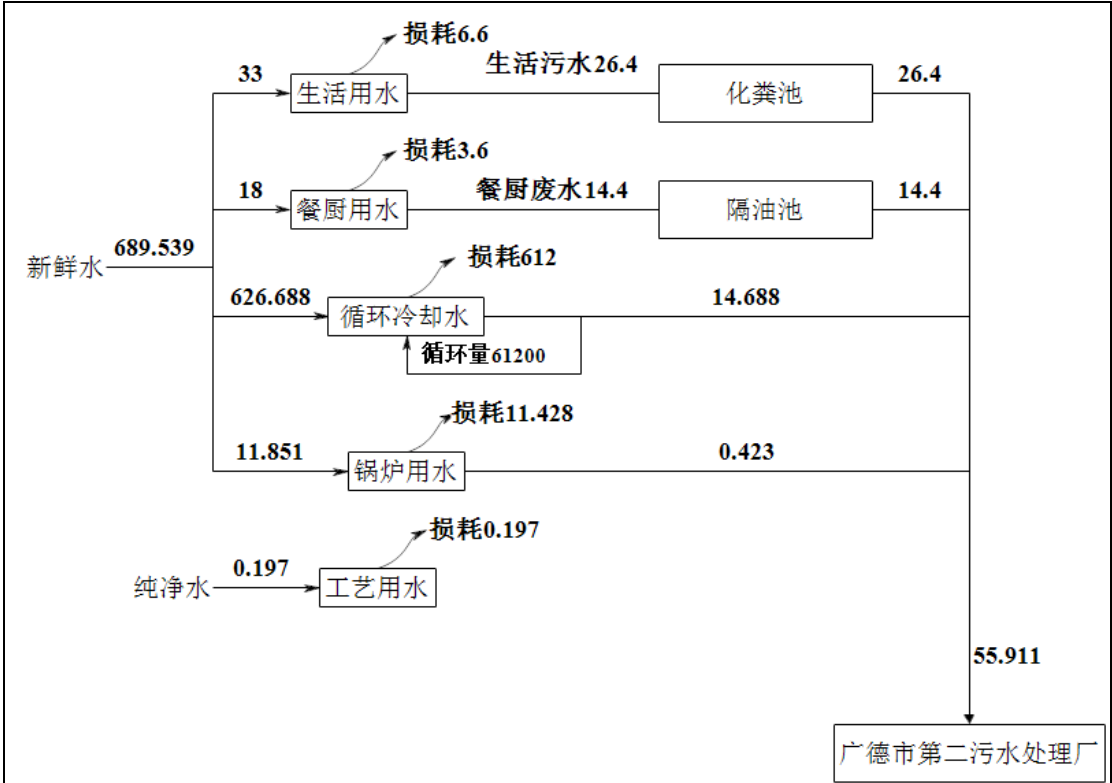 损耗6.6
33
生活用水
生活污水26.4
化粪池
26.4
损耗3.6
18
餐厨用水
餐厨废水14.4
隔油池
14.4
新鲜水
689.539
损耗612
626.688
循环冷却水
14.688
循环量61200
损耗11.428
11.851
锅炉用水
0.423
损耗0.197
纯净水
0.197
工艺用水
55.911
广德市第二污水处理厂